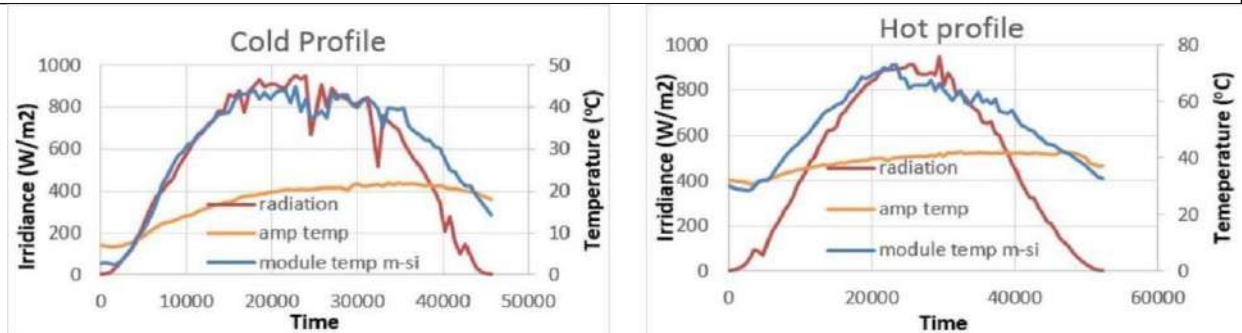 Cold Profile
Irridiance (W/m2)
1000
800
600
400
200
0
50
40
30
20
10
0
Temperature (°C)
radiation
amp temp
module temp m-si
0 10000 20000 30000 40000 50000
Time
Hot profile
Irridiance (W/m2)
1000
800
600
400
200
0
80
60
40
20
0
Temeperature (°C)
radiation
amp temp
module temp m-si
0 20000 40000 60000
Time